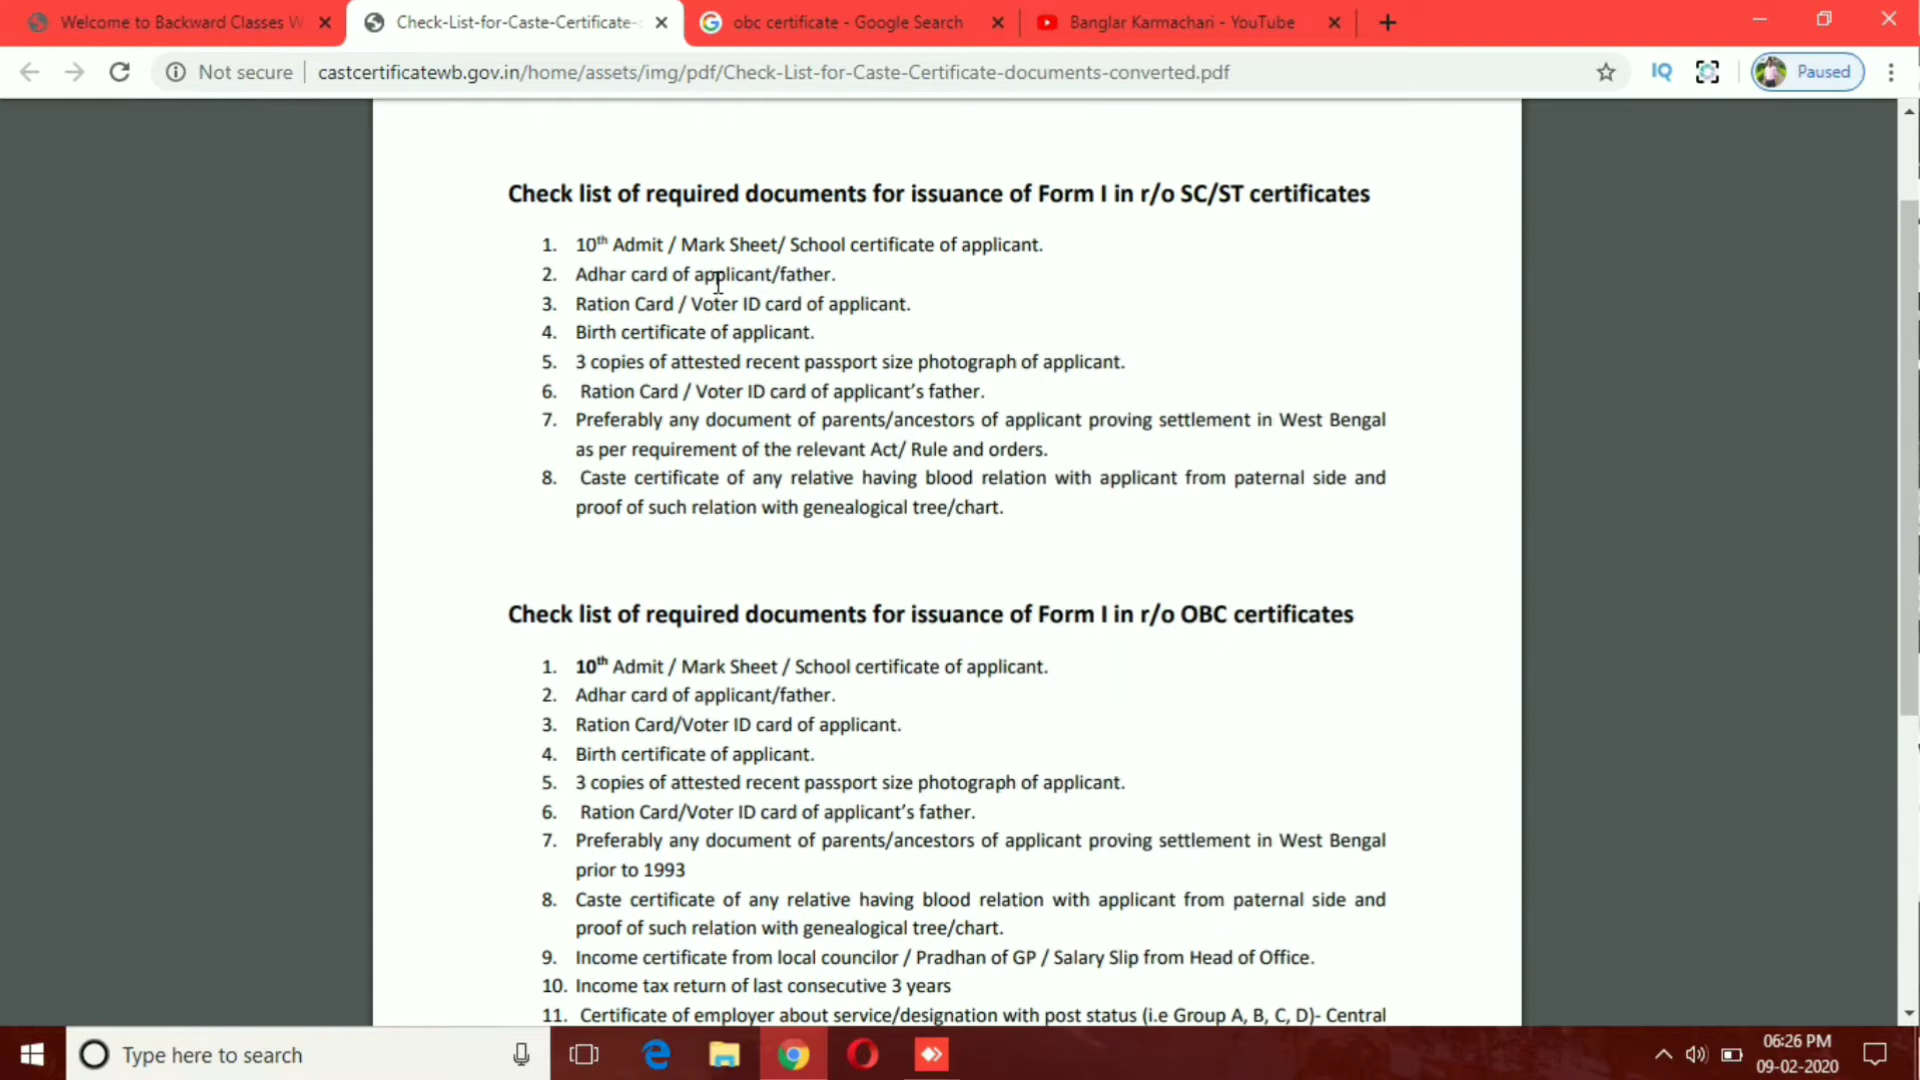 Welcome to Backward Classes W
Check-List-for-Caste-Certificate-
obc certificate - Google Search
Banglar Karmachari - YouTube
Not secure
castcertificatewb.gov.in/home/assets/img/pdf/Check-List-for-Caste-Certificate-documents-converted.pdf
IQ
Paused
Check list of required documents for issuance of Form I in r/o SC/ST certificates
1. 10th Admit / Mark Sheet/ School certificate of applicant.
2. Adhar card of applicant/father.
3. Ration Card / Voter ID card of applicant.
4. Birth certificate of applicant.
5. 3 copies of attested recent passport size photograph of applicant.
6. Ration Card / Voter ID card of applicant's father.
7. Preferably any document of parents/ancestors of applicant proving settlement in West Bengal
as per requirement of the relevant Act/ Rule and orders.
8. Caste certificate of any relative having blood relation with applicant from paternal side and
proof of such relation with genealogical tree/chart.
Check list of required documents for issuance of Form I in r/o OBC certificates
1. 10th Admit / Mark Sheet / School certificate of applicant.
2. Adhar card of applicant/father.
3. Ration Card/Voter ID card of applicant.
4. Birth certificate of applicant.
5. 3 copies of attested recent passport size photograph of applicant.
6. Ration Card/Voter ID card of applicant's father.
7. Preferably any document of parents/ancestors of applicant proving settlement in West Bengal
prior to 1993
8. Caste certificate of any relative having blood relation with applicant from paternal side and
proof of such relation with genealogical tree/chart.
9. Income certificate from local councilor / Pradhan of GP / Salary Slip from Head of Office.
10. Income tax return of last consecutive 3 years
11. Certificate of employer about service/designation with post status (i.e Group A, B, C, D)- Central
Type here to search
06:26 PM
09-02-2020